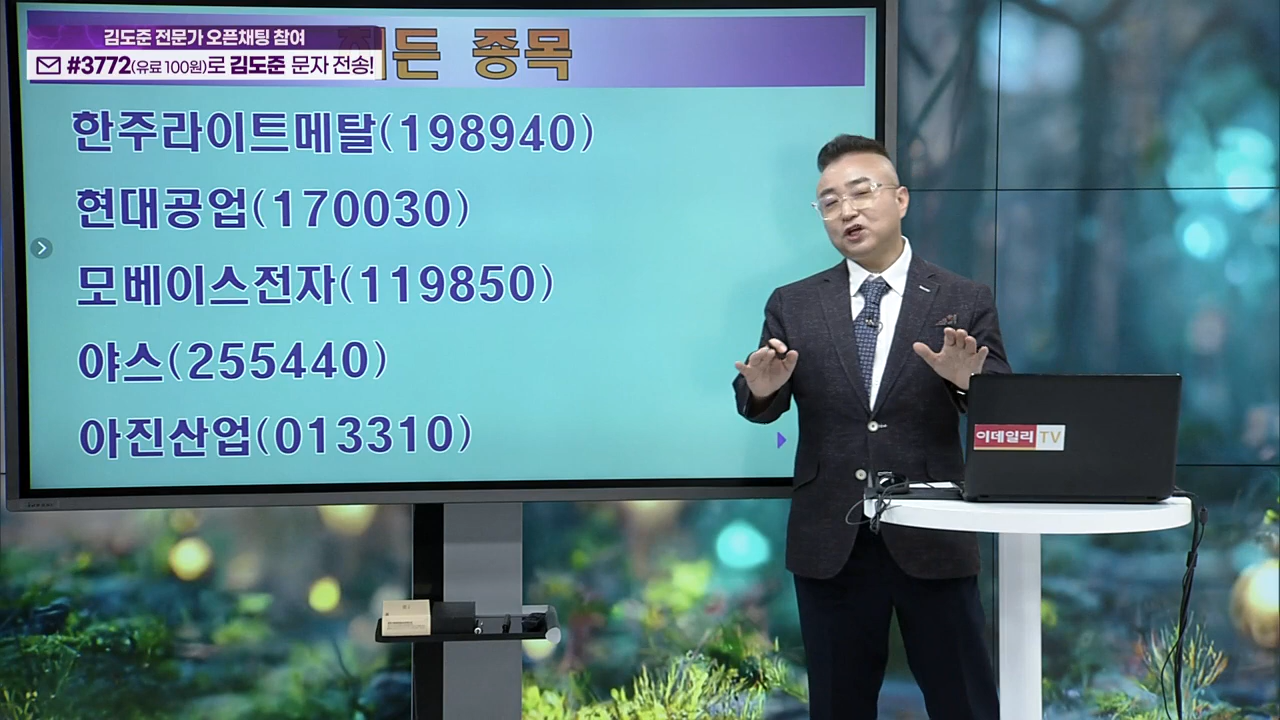 김도준 전문가 오픈채팅 참여
#3772(유료 100원)로 김도준 문자 전송!
든 종목
한주라이트메탈(198940)
현대공업(170030)
모베이스전자(119850)
야스(255440)
아진산업(013310)
이데일리 TV